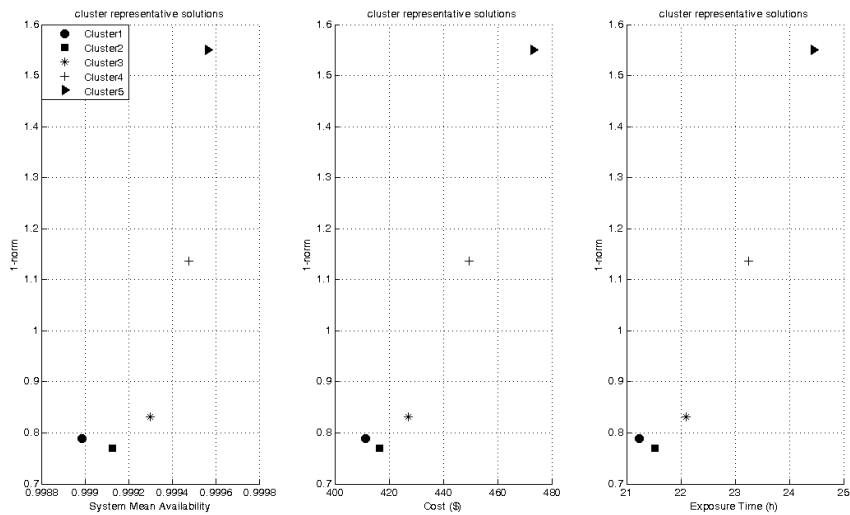 cluster representative solutions
1.6
1.5
1.4
1.3
1.2
1.1
1
0.9
0.8
0.7
1-norm
Cluster1
Cluster2
Cluster3
Cluster4
Cluster5
0.9988 0.999 0.9992 0.9994 0.9996 0.9998
System Mean Availability
cluster representative solutions
1.6
1.5
1.4
1.3
1.2
1.1
1
0.9
0.8
0.7
1-norm
400 420 440 460 480
Cost ($)
cluster representative solutions
1.6
1.5
1.4
1.3
1.2
1.1
1
0.9
0.8
0.7
1-norm
21 22 23 24 25
Exposure Time (h)